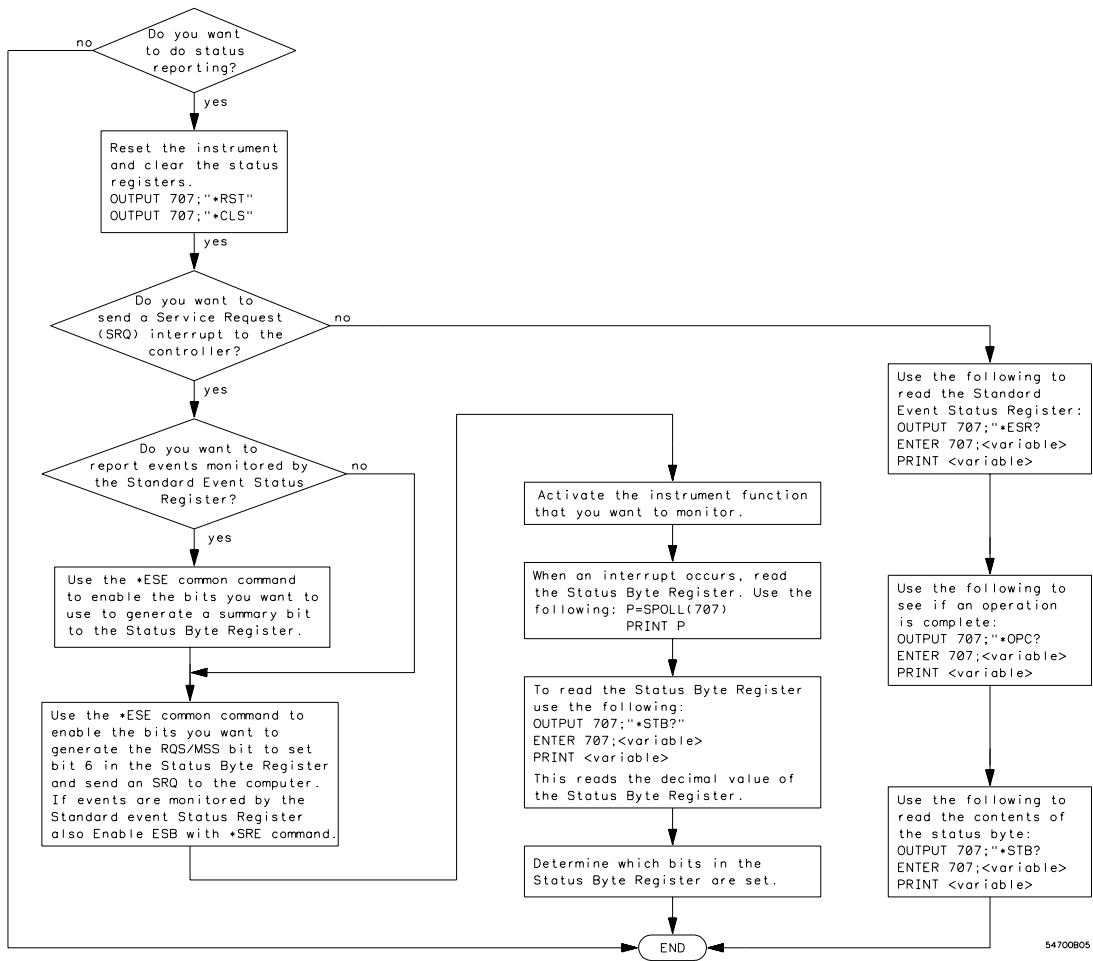 Do you want
to do status
reporting?
no
yes
Reset the instrument
and clear the status
registers.
OUTPUT 707;"*RST"
OUTPUT 707;"*CLS"
yes
Do you want to
send a Service Request
(SRQ) interrupt to the
controller?
no
yes
Do you want to
report events monitored by
the Standard Event Status
Register?
no
yes
Use the *ESE common command
to enable the bits you want to
use to generate a summary bit
to the Status Byte Register.
Use the *ESE common command to
enable the bits you want to
generate the RQS/MSS bit to set
bit 6 in the Status Byte Register
and send an SRQ to the computer.
If events are monitored by the
Standard event Status Register
also Enable ESB with *SRE command.
Activate the instrument function
that you want to monitor.
When an interrupt occurs, read
the Status Byte Register. Use the
following: P=SPOLL(707)
PRINT P
To read the Status Byte Register
use the following:
OUTPUT 707;"*STB?"
ENTER 707;<variable>
PRINT <variable>
This reads the decimal value of
the Status Byte Register.
Determine which bits in the
Status Byte Register are set.
Use the following to
read the Standard
Event Status Register:
OUTPUT 707;"*ESR?
ENTER 707;<variable>
PRINT <variable>
Use the following to
see if an operation
is complete:
OUTPUT 707;"*OPC?
ENTER 707;<variable>
PRINT <variable>
Use the following to
read the contents of
the status byte:
OUTPUT 707;"*STB?
ENTER 707;<variable>
PRINT <variable>
END
54700B05